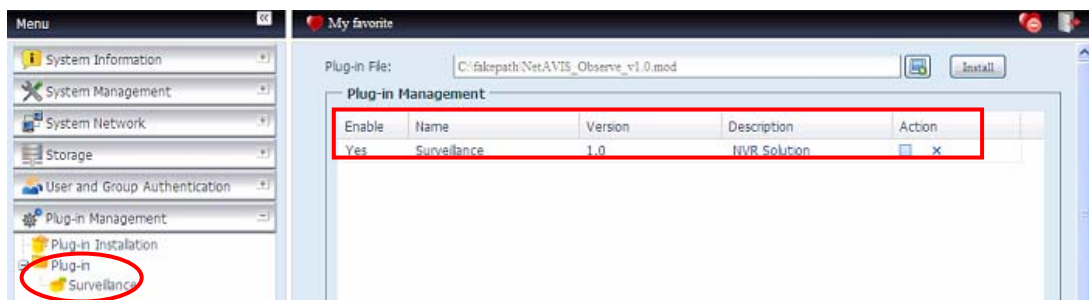 Menu
My favorite
System Information
System Management
System Network
Storage
User and Group Authentication
Plug-in Management
Plug-in Installation
Plug-in
Surveillance
Plug-in File: C:\fakepath\NetAVIS_Observe_v1.0.mod Install
Plug-in Management
Enable Name Version Description Action
Yes Surveillance 1.0 NVR Solution